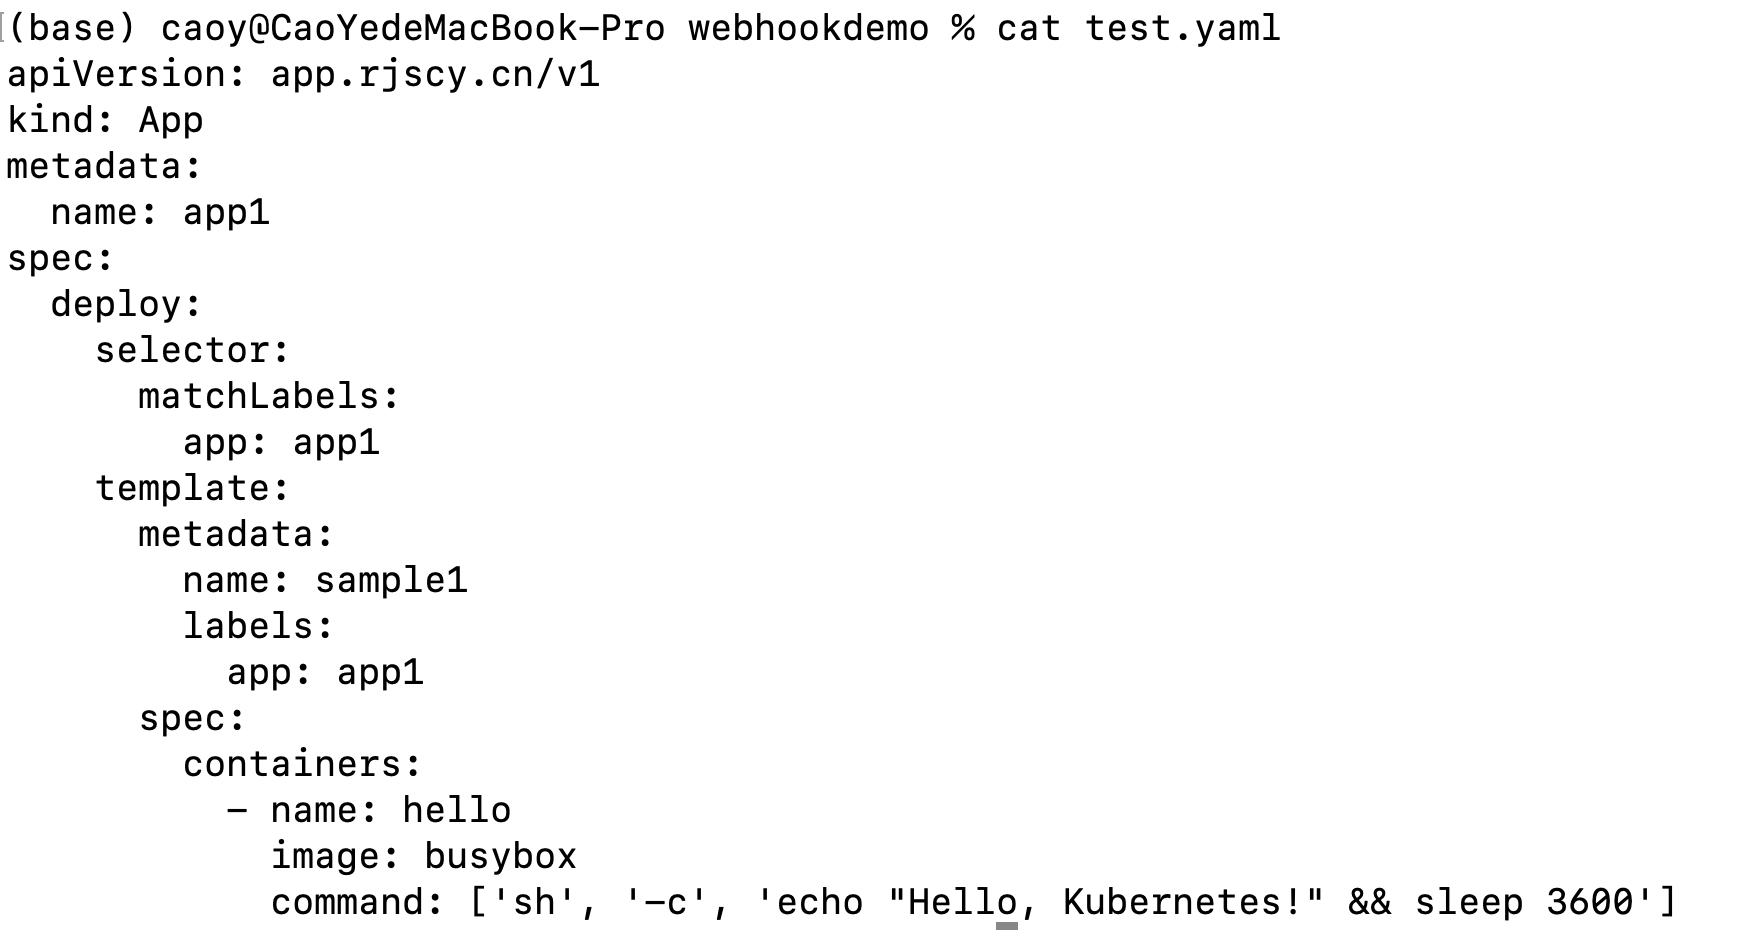 (base) caoy@CaoYedeMacBook-Pro webhookdemo % cat test.yaml
apiVersion: app.rjscy.cn/v1
kind: App
metadata:
  name: app1
spec:
  deploy:
    selector:
      matchLabels:
        app: app1
    template:
      metadata:
        name: sample1
        labels:
          app: app1
      spec:
        containers:
          - name: hello
            image: busybox
            command: ['sh', '-c', 'echo "Hello, Kubernetes!" && sleep 3600']